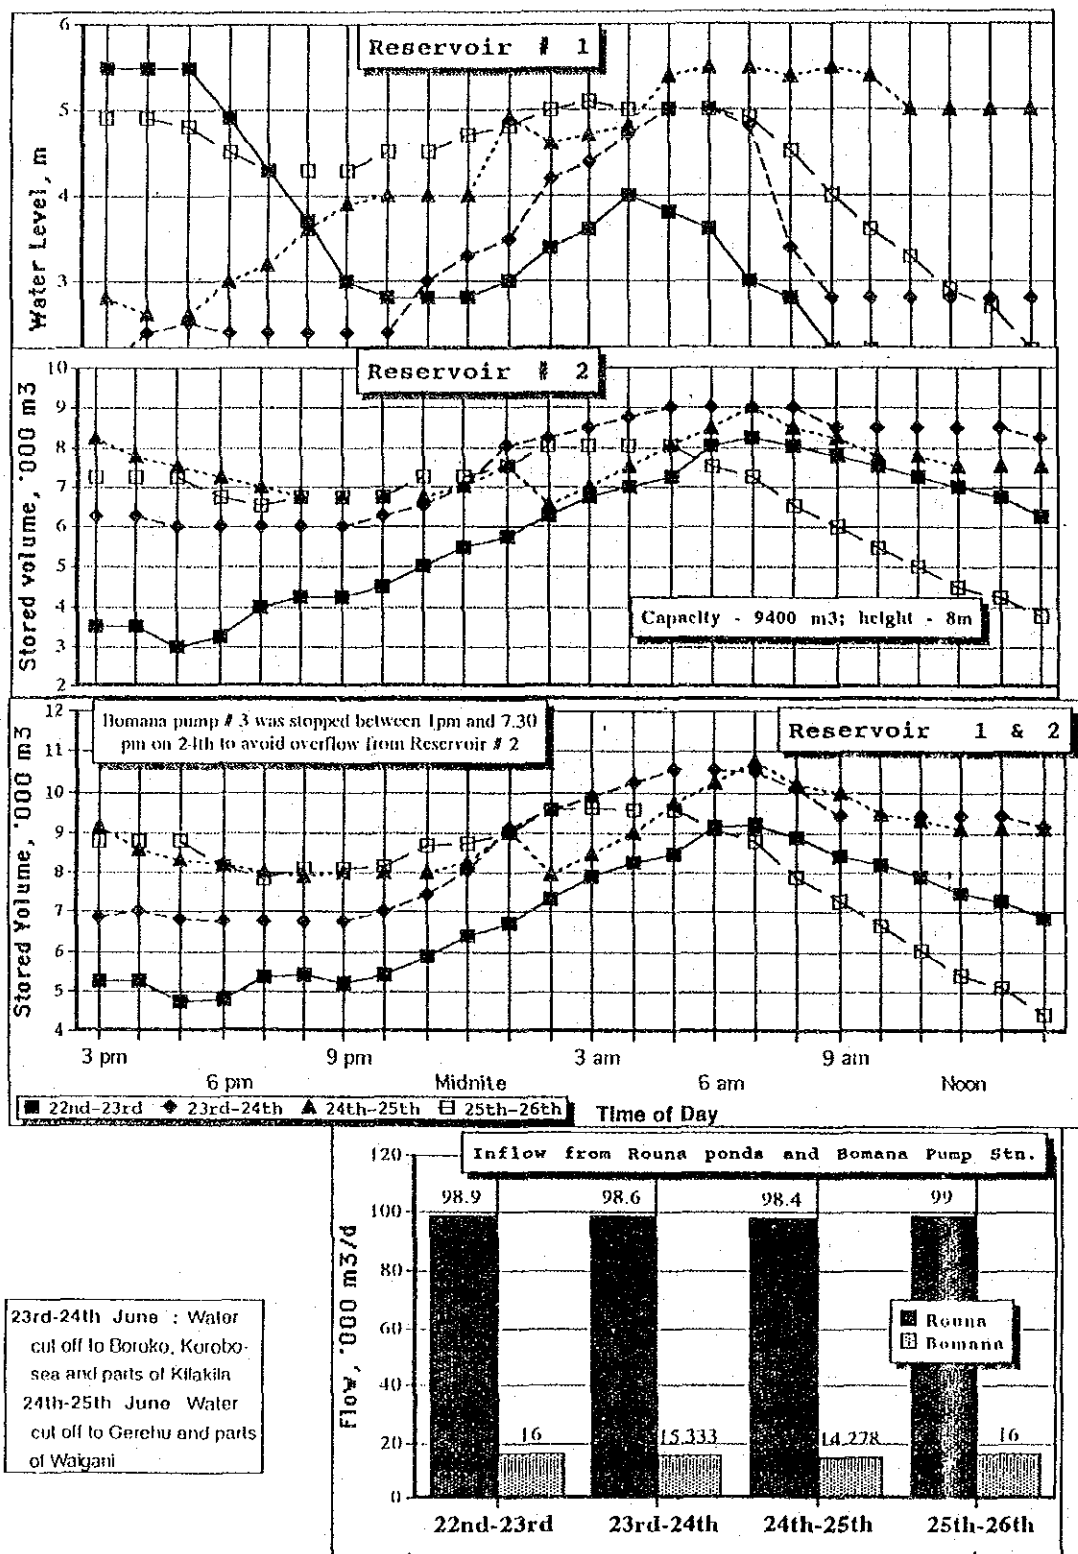 Reservoir # 1
6
5
4
3
Water Level, m
Reservoir # 2
10
9
8
7
6
5
4
3
2
Stored volume, '000 m3
Capacity - 9400 m3; height - 8m
12
11
10
9
8
7
6
5
4
Stored Volume, '000 m3
Bomana pump # 3 was stopped between 1pm and 7.30
pm on 24th to avoid overflow from Reservoir # 2
Reservoir 1 & 2
3 pm 9 pm 3 am 9 am
6 pm Midnite 6 am Noon
22nd-23rd 23rd-24th 24th-25th 25th-26th
Time of Day
Inflow from Rouna ponds and Bomana Pump Stn.
120
100
80
60
40
20
0
Flow, '000 m3/d
98.9 98.6 98.4 99
Rouna
Bomana
16 15.333 14.278 16
22nd-23rd 23rd-24th 24th-25th 25th-26th
23rd-24th June : Water
cut off to Boroko, Korobo-
sea and parts of Kilakila
24th-25th June Water
cut off to Gerehu and parts
of Waigani